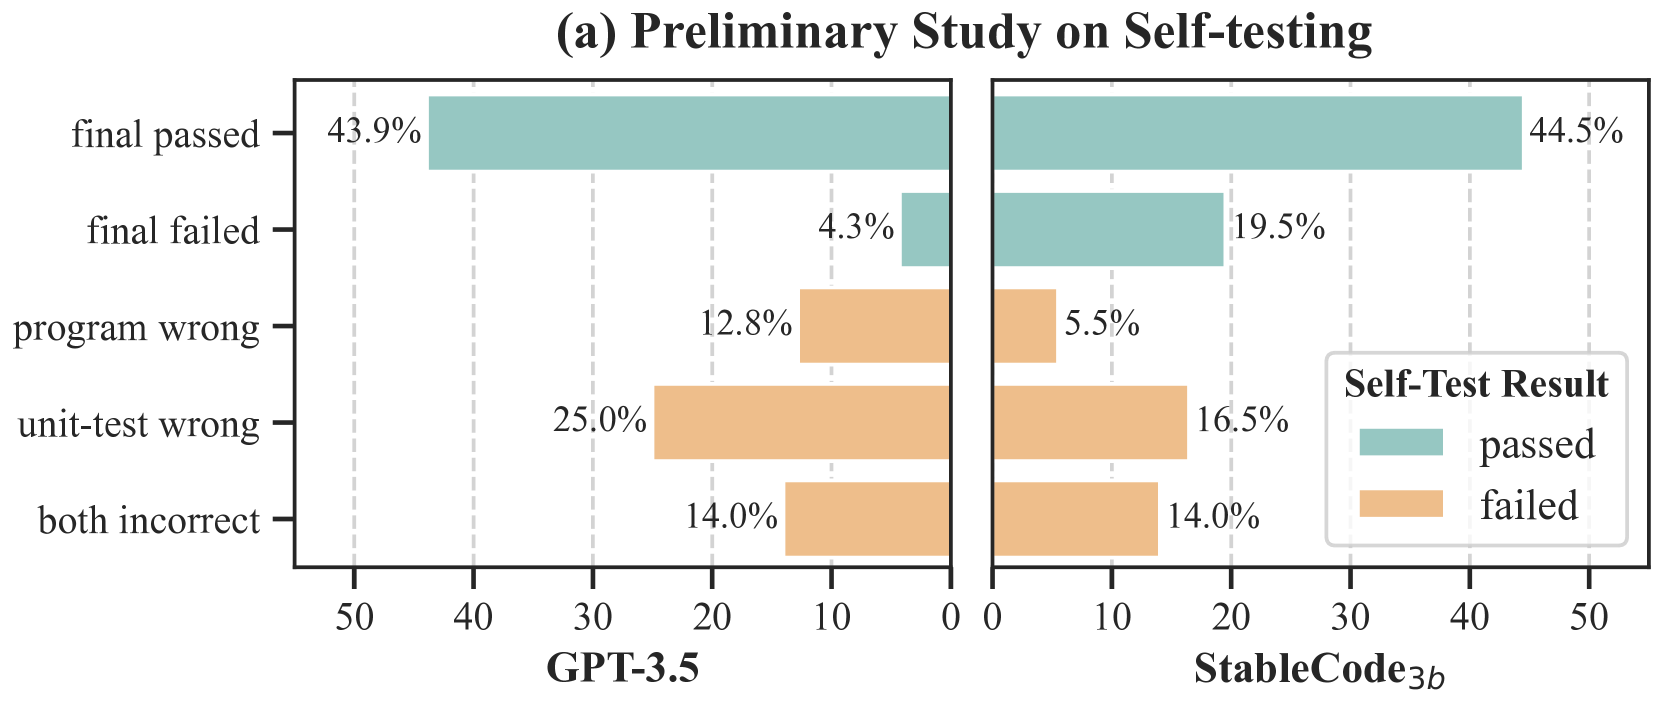 (a) Preliminary Study on Self-testing
final passed
43.9%
44.5%
final failed
4.3%
19.5%
program wrong
12.8%
5.5%
unit-test wrong
25.0%
16.5%
both incorrect
14.0%
14.0%
Self-Test Result
passed
failed
50 40 30 20 10 0
0 10 20 30 40 50
GPT-3.5
StableCode3b